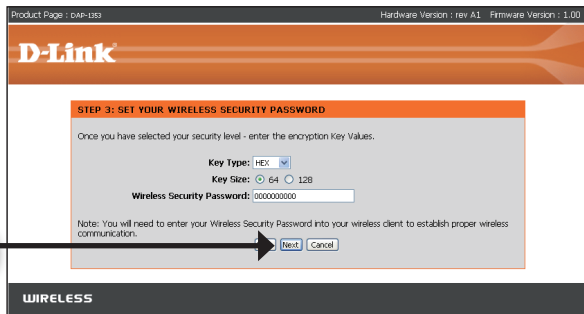 Product Page : DAP-1353 Hardware Version : rev A1 Firmware Version : 1.00
D-Link
STEP 3: SET YOUR WIRELESS SECURITY PASSWORD
Once you have selected your security level - enter the encryption Key Values.
Key Type: HEX
Key Size: 64 128
Wireless Security Password: 0000000000
Note: You will need to enter your Wireless Security Password into your wireless client to establish proper wireless
communication.
Next Cancel
WIRELESS